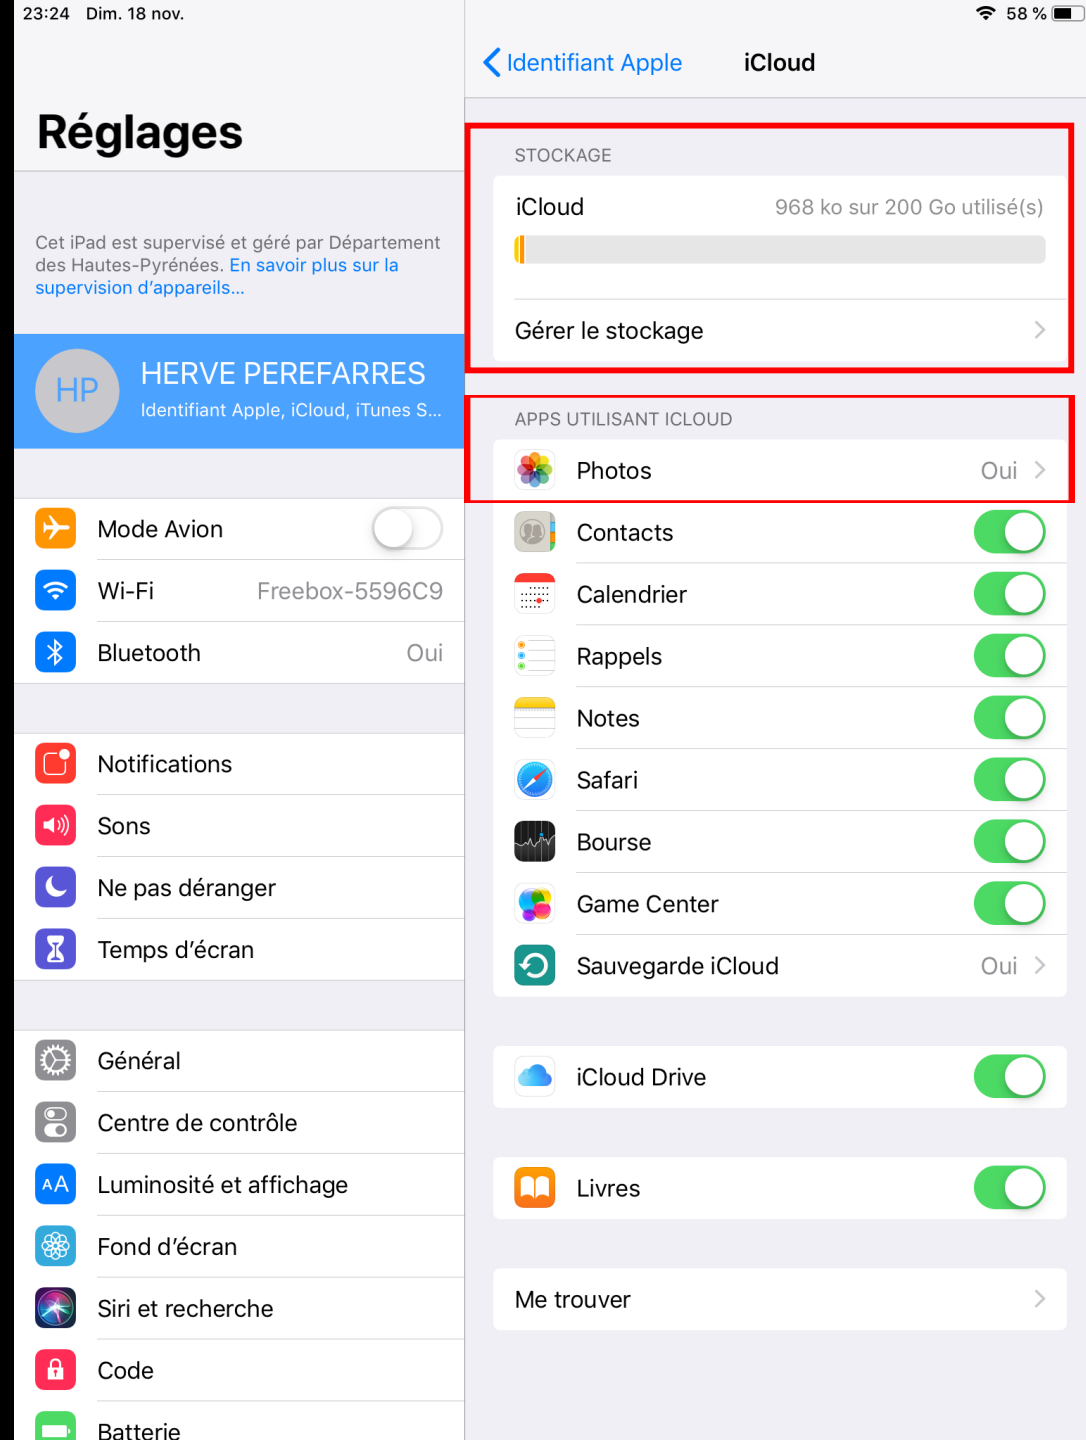 23:24 Dim. 18 nov.
58 %
Réglages
Cet iPad est supervisé et géré par Département
des Hautes-Pyrénées. En savoir plus sur la
supervision d’appareils...
HP
HERVE PEREFARRES
Identifiant Apple, iCloud, iTunes S...
Mode Avion
Wi-Fi Freebox-5596C9
Bluetooth Oui
Notifications
Sons
Ne pas déranger
Temps d’écran
Général
Centre de contrôle
AA Luminosité et affichage
Fond d’écran
Siri et recherche
Code
Batterie
Identifiant Apple iCloud
STOCKAGE
iCloud 968 ko sur 200 Go utilisé(s)
Gérer le stockage
APPS UTILISANT ICLOUD
Photos Oui
Contacts
Calendrier
Rappels
Notes
Safari
Bourse
Game Center
Sauvegarde iCloud Oui
iCloud Drive
Livres
Me trouver